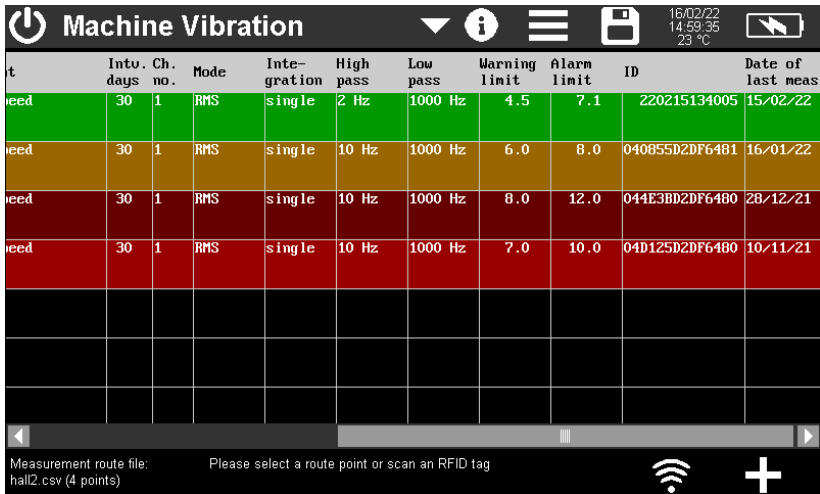 Machine Vibration
16/02/22
14:59:35
23 °C
Intv. Ch. Inte- High Low Warning Alarm Date of
nt days no. Mode gration pass pass limit limit ID last meas
peed 30 1 RMS single 2 Hz 1000 Hz 4.5 7.1 220215134005 15/02/22
peed 30 1 RMS single 10 Hz 1000 Hz 6.0 8.0 040855D2DF6481 16/01/22
peed 30 1 RMS single 10 Hz 1000 Hz 8.0 12.0 044E3BD2DF6480 28/12/21
peed 30 1 RMS single 10 Hz 1000 Hz 7.0 10.0 04D125D2DF6480 10/11/21
Measurement route file: Please select a route point or scan an RFID tag
hall2.csv (4 points)